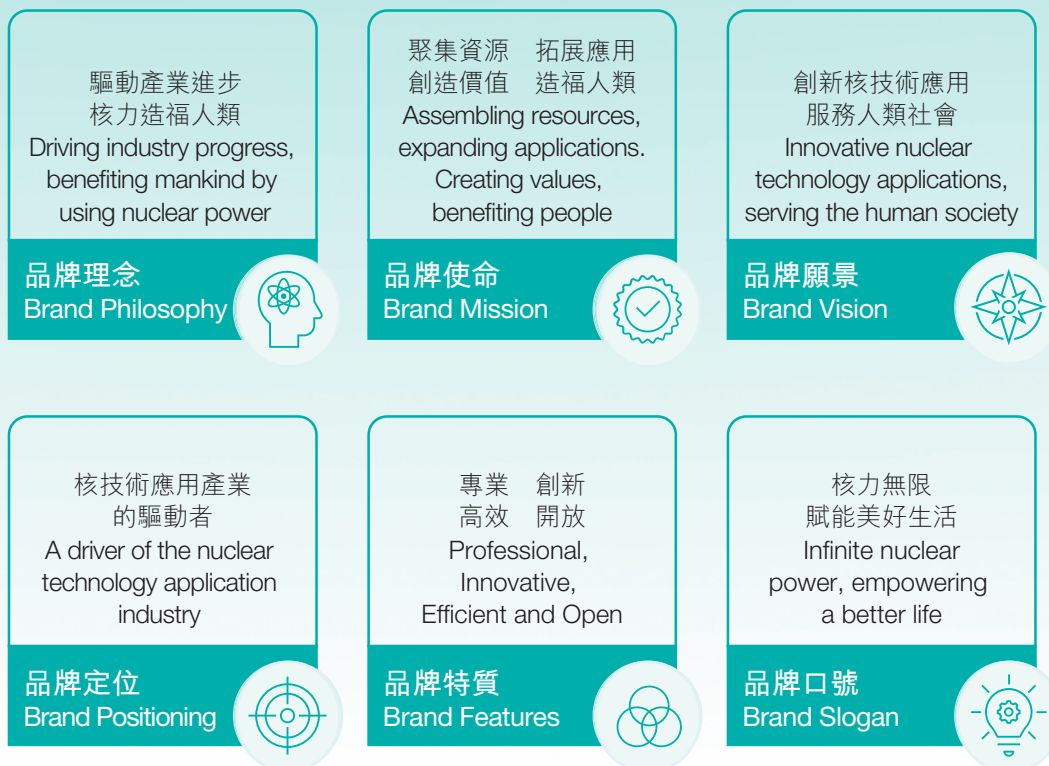 驅動產業進步
核力造福人類
Driving industry progress,
benefiting mankind by
using nuclear power
品牌理念
Brand Philosophy
聚集資源　拓展應用
創造價值　造福人類
Assembling resources,
expanding applications.
Creating values,
benefiting people
品牌使命
Brand Mission
創新核技術應用
服務人類社會
Innovative nuclear
technology applications,
serving the human society
品牌願景
Brand Vision
核技術應用產業
的驅動者
A driver of the nuclear
technology application
industry
品牌定位
Brand Positioning
專業　創新
高效　開放
Professional,
Innovative,
Efficient and Open
品牌特質
Brand Features
核力無限
賦能美好生活
Infinite nuclear
power, empowering
a better life
品牌口號
Brand Slogan